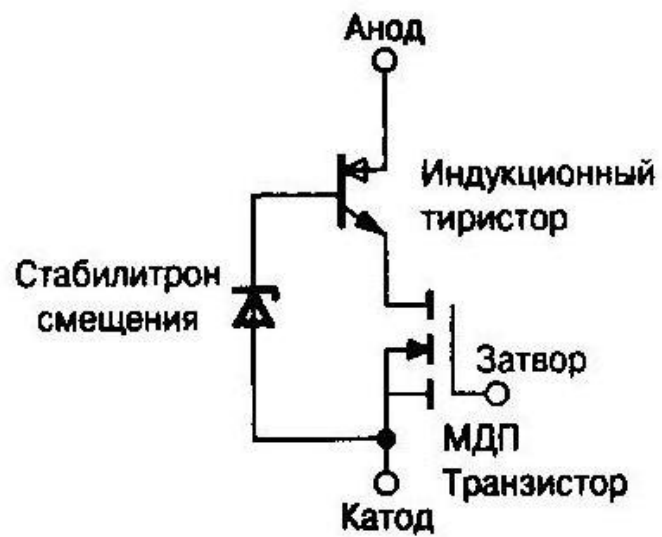 Анод
Индукционный
тиристор
Стабилитрон
смещения
Затвор
МДП
Транзистор
Катод